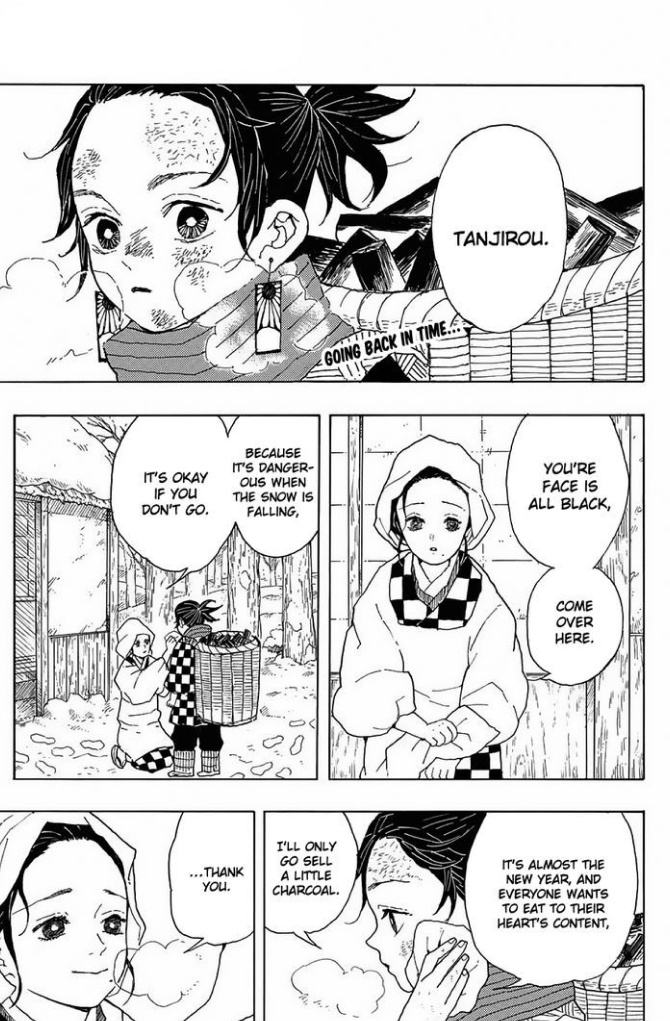 TANJIROU.
GOING BACK IN TIME...
YOU'RE
FACE IS
ALL BLACK,
COME
OVER
HERE.
BECAUSE
IT'S DANGER-
OUS WHEN
THE SNOW IS
FALLING,
IT'S OKAY
IF YOU
DON'T GO.
IT'S ALMOST THE
NEW YEAR, AND
EVERYONE WANTS
TO EAT TO THEIR
HEART'S CONTENT,
I'LL ONLY
GO SELL
A LITTLE
CHARCOAL.
...THANK
YOU.